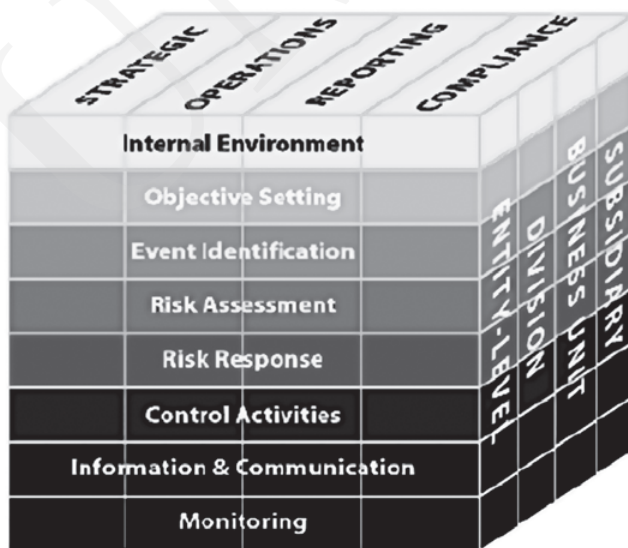 STRATEGIC
OPERATIONS
REPORTING
COMPLIANCE
Internal Environment
Objective Setting
Event Identification
Risk Assessment
Risk Response
Control Activities
Information & Communication
Monitoring
ENTITY-LEVEL
DIVISION
BUSINESS UNIT
SUBSIDIARY